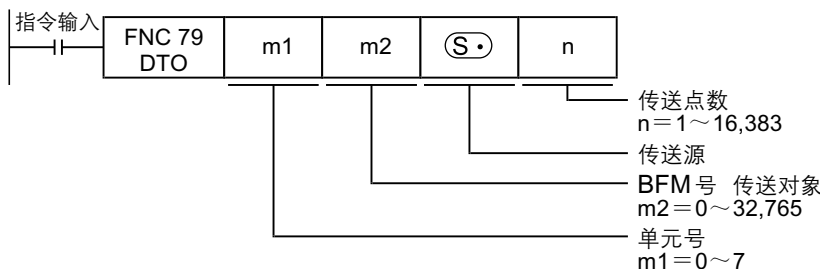 指令输入
FNC 79
DTO
m1
m2
S·
n
传送点数
n=1～16,383
传送源
BFM号 传送对象
m2=0～32,765
单元号
m1=0～7